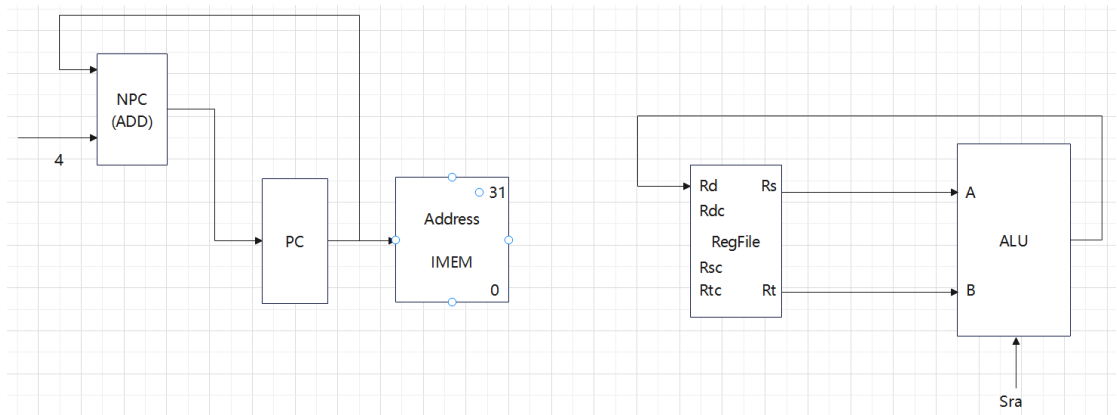 NPC
(ADD)
4
PC
31
Address
IMEM
0
Rd Rs
Rdc
RegFile
Rsc
Rtc Rt
A
ALU
B
Sra